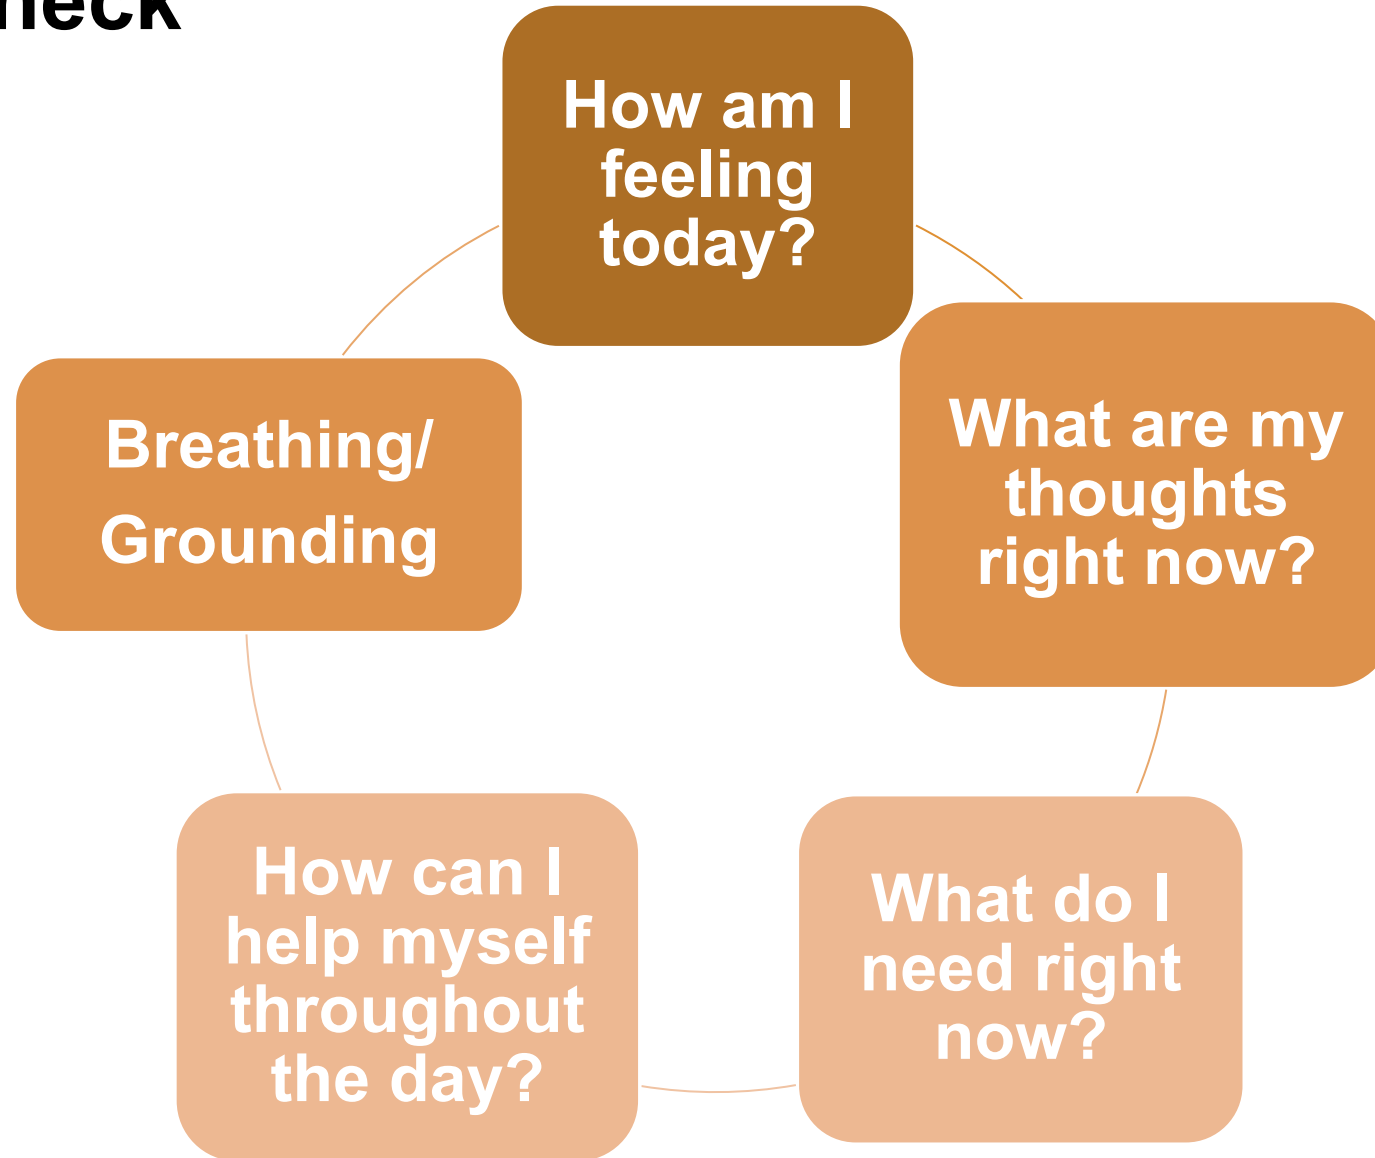 How am I
feeling
today?
What are my
thoughts
right now?
What do I
need right
now?
How can I
help myself
throughout
the day?
Breathing/
Grounding